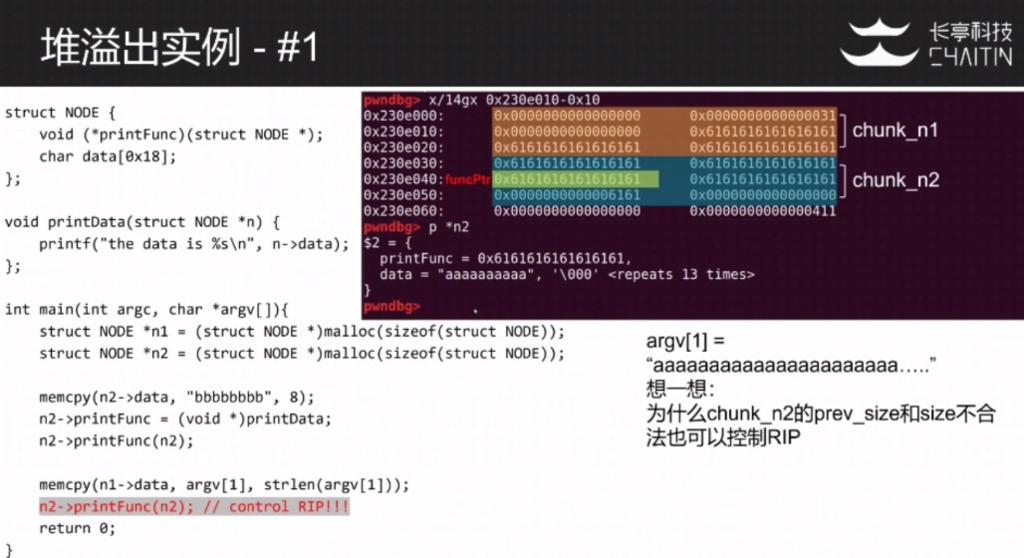 堆溢出实例 - #1
长亭科技
CHAITIN
struct NODE {
void (*printFunc)(struct NODE *);
char data[0x18];
};
void printData(struct NODE *n) {
printf("the data is %s\n", n->data);
};
int main(int argc, char *argv[]){
struct NODE *n1 = (struct NODE *)malloc(sizeof(struct NODE));
struct NODE *n2 = (struct NODE *)malloc(sizeof(struct NODE));
memcpy(n2->data, "bbbbbbbb", 8);
n2->printFunc = (void *)printData;
n2->printFunc(n2);
memcpy(n1->data, argv[1], strlen(argv[1]));
n2->printFunc(n2); // control RIP!!!
return 0;
}
pwndbg> x/14gx 0x230e010-0x10
0x230e000: 0x0000000000000000 0x0000000000000031
0x230e010: 0x0000000000000000 0x6161616161616161
0x230e020: 0x6161616161616161 0x6161616161616161
chunk_n1
0x230e030: 0x6161616161616161 0x6161616161616161
0x230e040:funcPtr 0x6161616161616161 0x6161616161616161
0x230e050: 0x0000000000006161 0x0000000000000000
chunk_n2
0x230e060: 0x0000000000000000 0x0000000000000411
pwndbg> p *n2
$2 = {
printFunc = 0x6161616161616161,
data = "aaaaaaaaaa", '\000' <repeats 13 times>
}
pwndbg>
argv[1] =
“aaaaaaaaaaaaaaaaaaaaaaa…..”
想一想：
为什么chunk_n2的prev_size和size不合
法也可以控制RIP